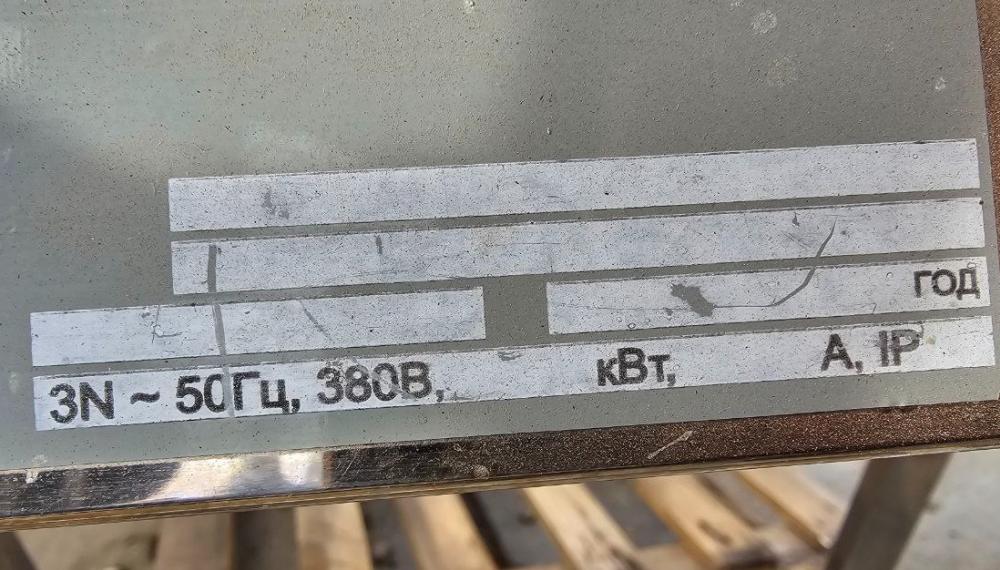 год
3N ~ 50Гц, 380В, кВт, А, IP